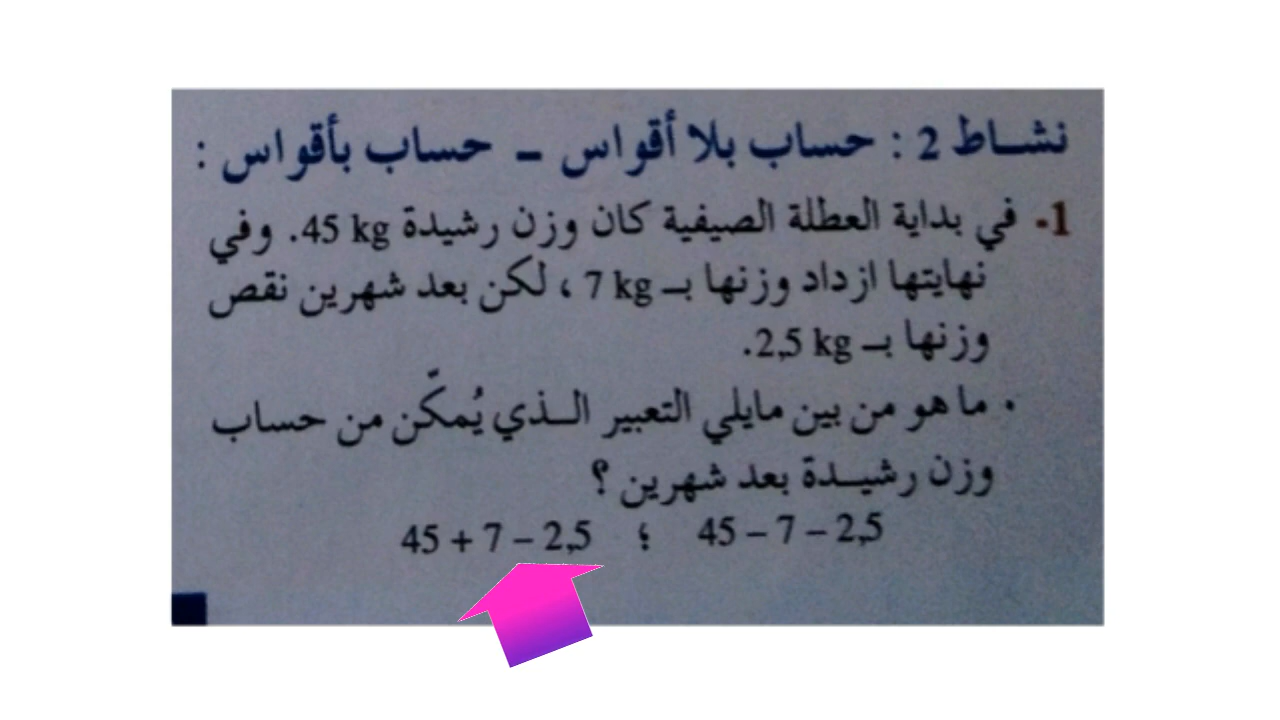 نشـاط 2 : حساب بلا أقواس – حساب بأقواس :
1- في بداية العطلة الصيفية كان وزن رشيدة 45 kg. وفي
نهايتها ازداد وزنها بـ 7 kg ، لكن بعد شهرين نقص
وزنها بـ 2,5 kg.
• ما هو من بين مايلي التعبير الـذي يُمكّن من حساب
وزن رشيـدة بعد شهرين ؟
45 – 7 – 2,5 ؛ 45 + 7 – 2,5